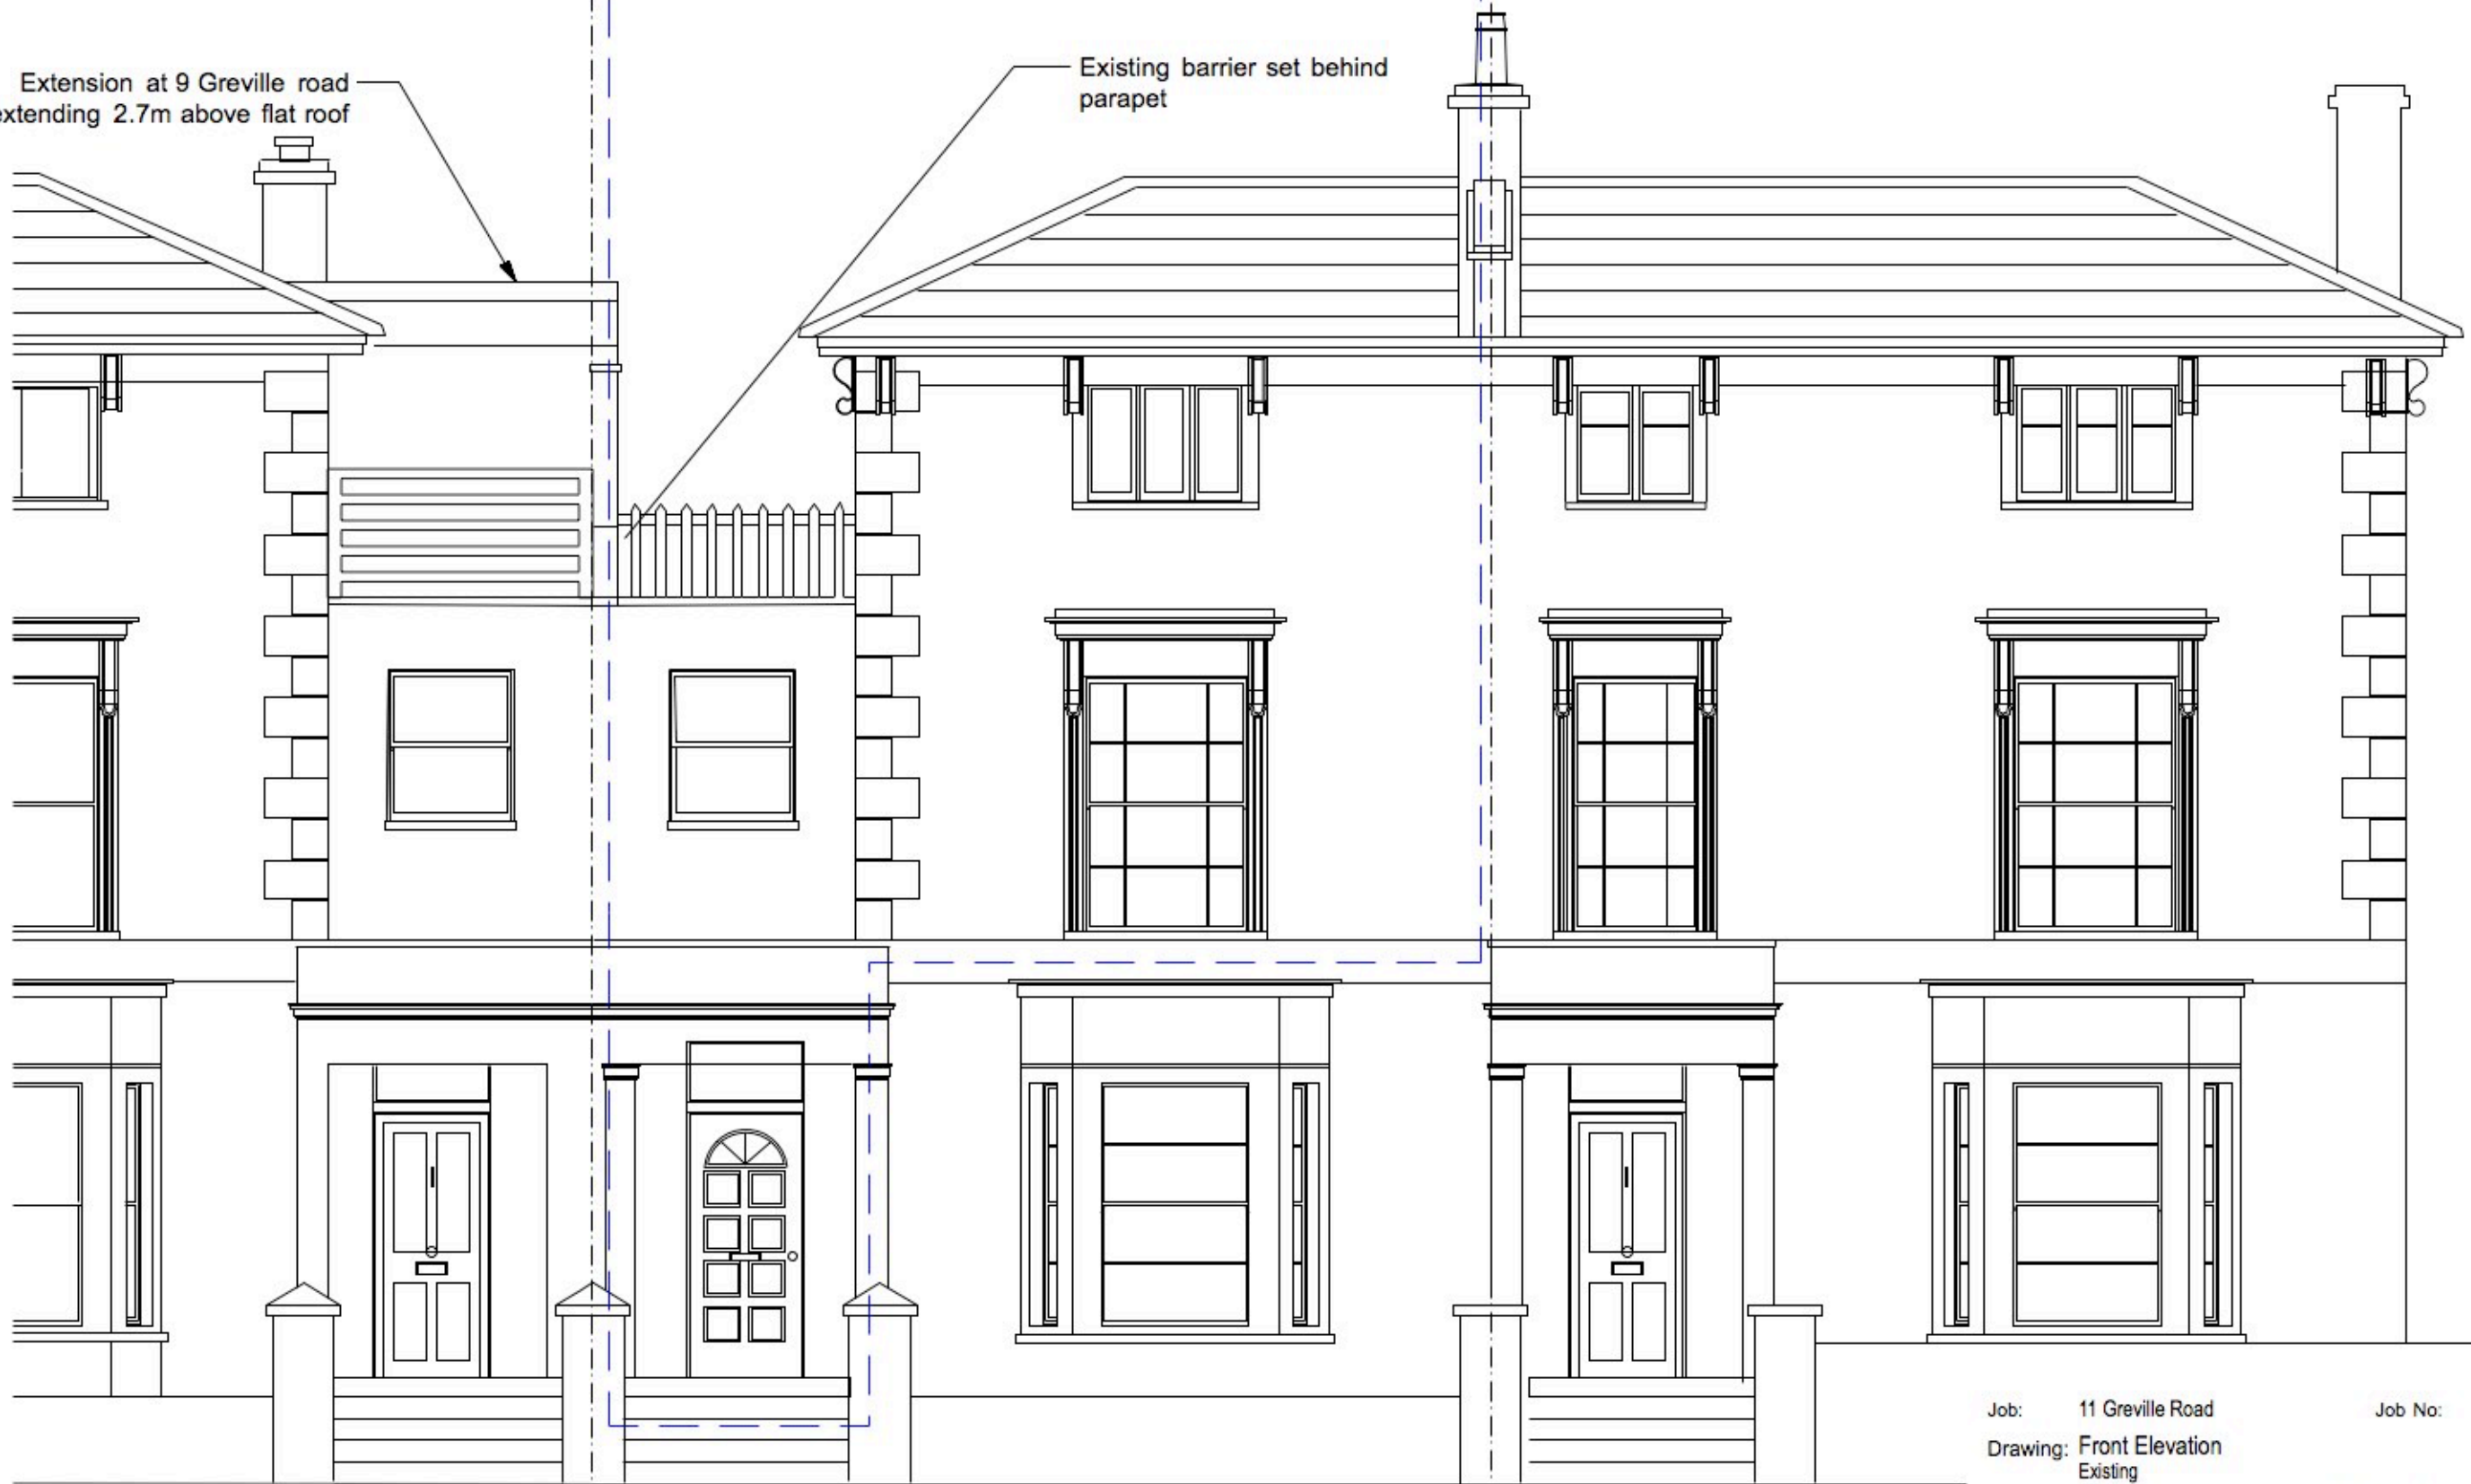 Extension at 9 Greville road
extending 2.7m above flat roof
Existing barrier set behind
parapet
Job: 11 Greville Road Job No:
Drawing: Front Elevation
Existing